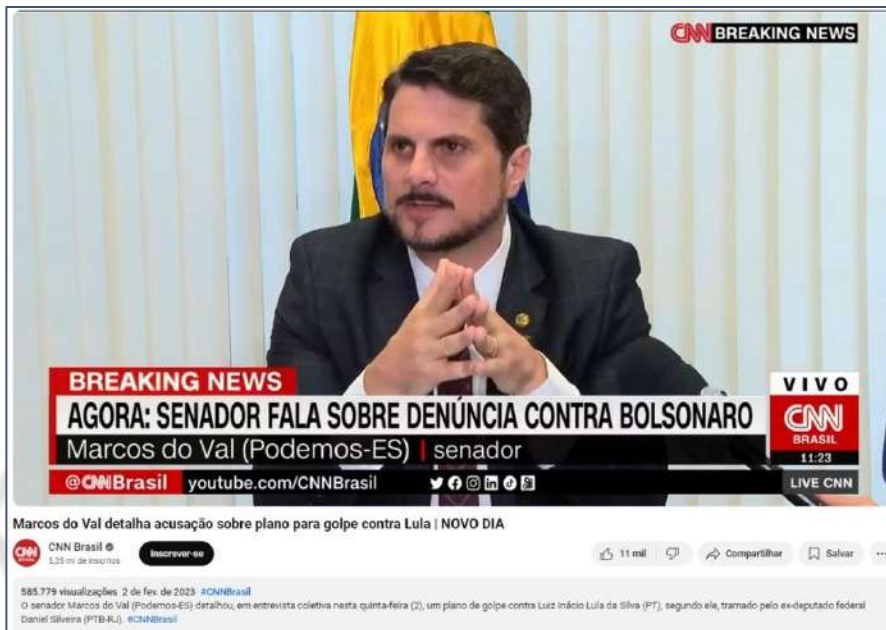 CNN BREAKING NEWS
BREAKING NEWS
VIVO
AGORA: SENADOR FALA SOBRE DENÚNCIA CONTRA BOLSONARO
CNN
BRASIL
Marcos do Val (Podemos-ES) | senador
11:23
@CNNBrasil youtube.com/CNNBrasil
LIVE CNN
Marcos do Val detalha acusação sobre plano para golpe contra Lula | NOVO DIA
CNN Brasil
inscritos
Inscrever-se
11 mil
Compartilhar
Salvar
585.779 visualizações 2 de fev. de 2023 #CNNBrasil
O senador Marcos do Val (Podemos-ES) detalhou, em entrevista coletiva nesta quinta-feira (2), um plano de golpe contra Luiz Inácio Lula da Silva (PT), segundo ele, tramado pelo ex-deputado federal
Daniel Silveira (PTB-RJ). #CNNBrasil